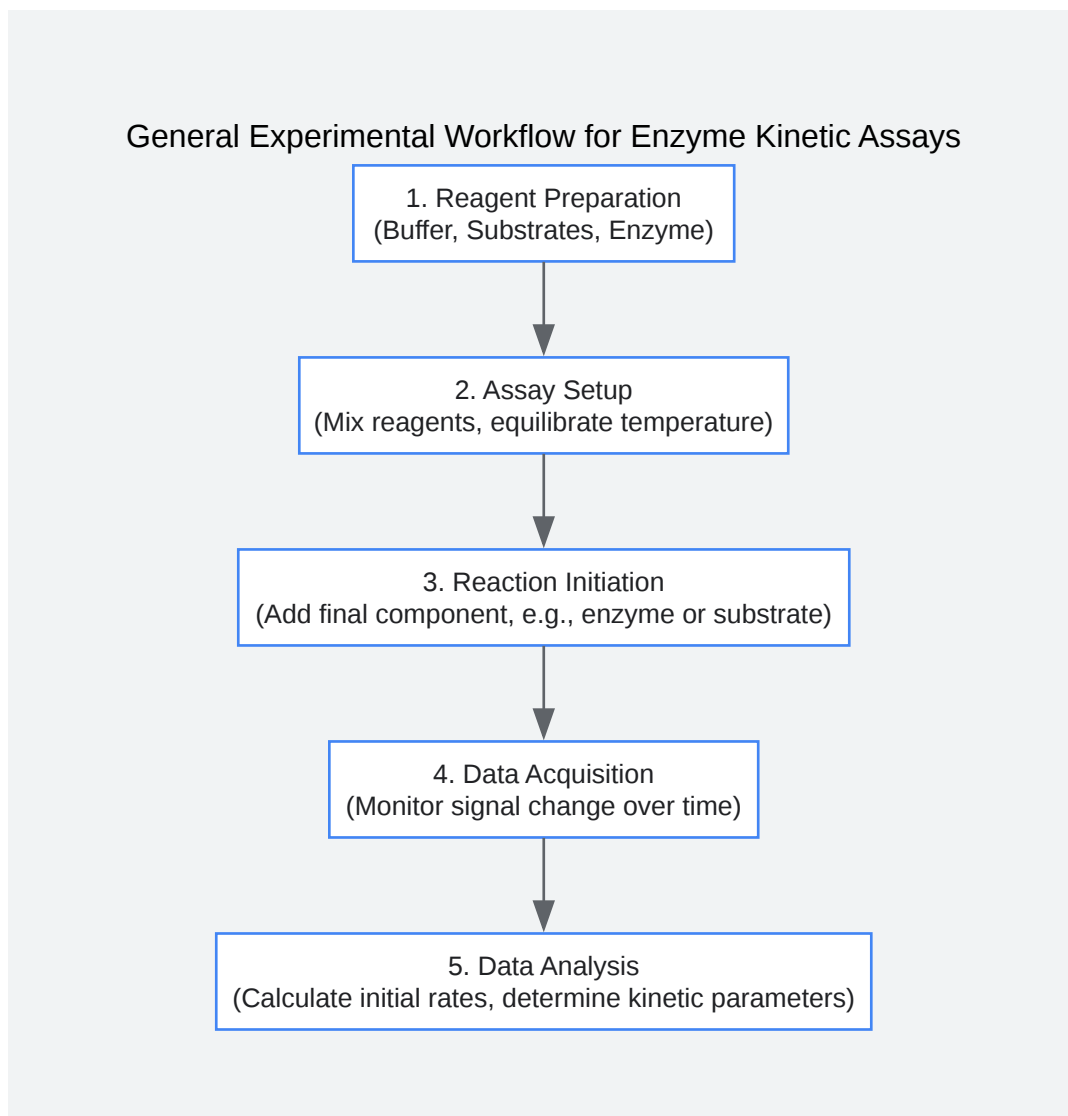 General Experimental Workflow for Enzyme Kinetic Assays
1. Reagent Preparation
(Buffer, Substrates, Enzyme)
2. Assay Setup
(Mix reagents, equilibrate temperature)
3. Reaction Initiation
(Add final component, e.g., enzyme or substrate)
4. Data Acquisition
(Monitor signal change over time)
5. Data Analysis
(Calculate initial rates, determine kinetic parameters)